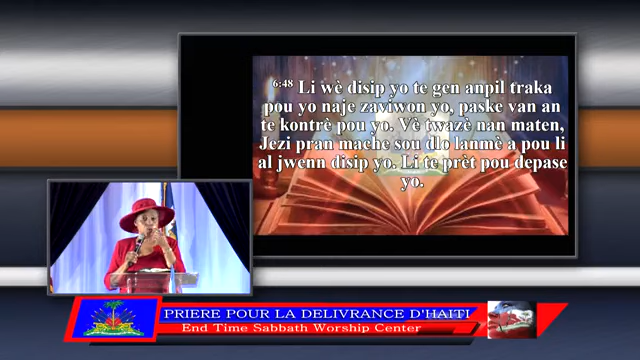 6:48 Li wè disip yo te gen anpil traka
pou yo naje zaviwon yo, paske van an
te kontrè pou yo. Vè twazè nan maten,
Jezi pran mache sou dlo lanmè a pou li
al jwenn disip yo. Li te prèt pou depase
yo.
PRIERE POUR LA DELIVRANCE D'HAITI
End Time Sabbath Worship Center